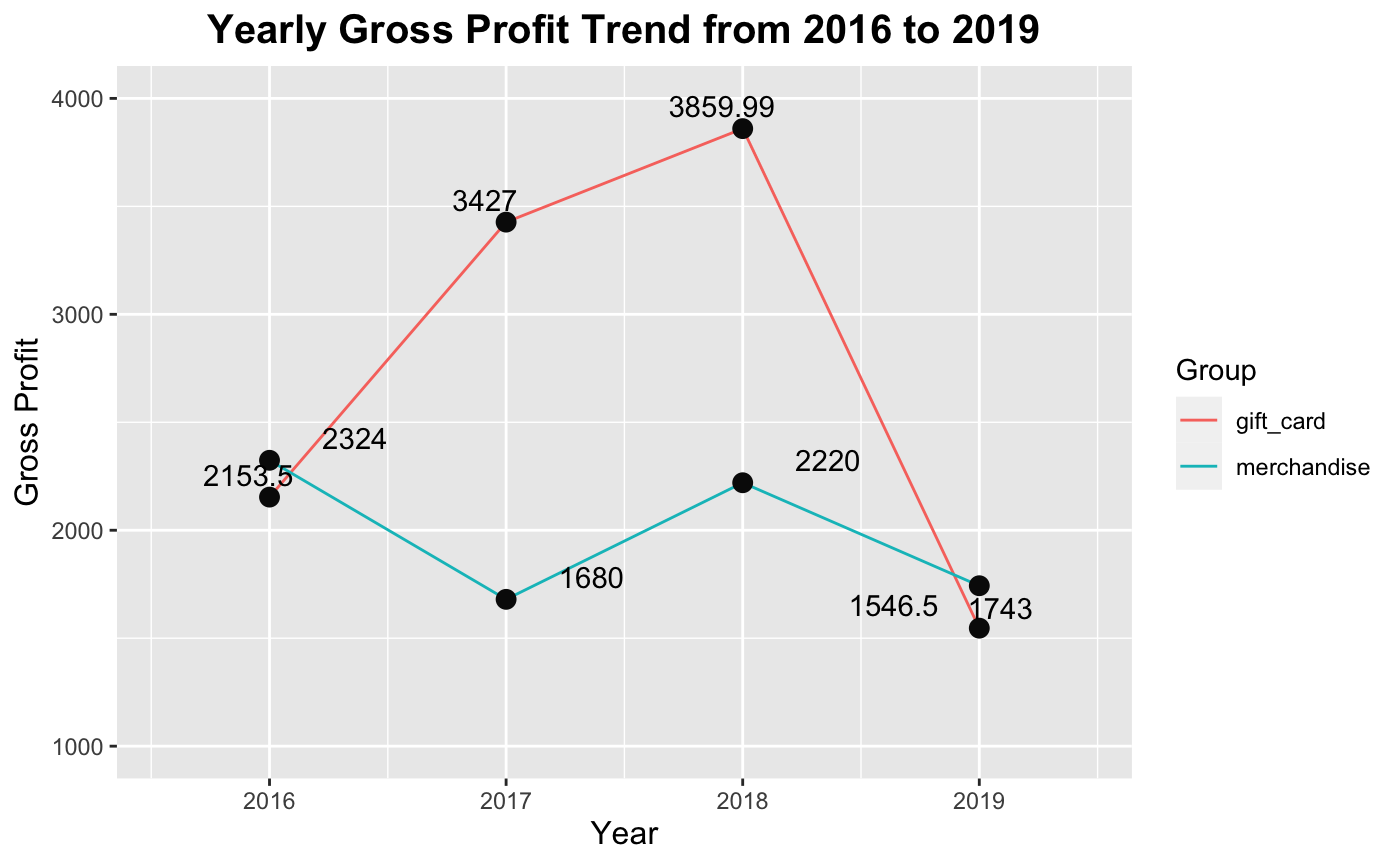 Yearly Gross Profit Trend from 2016 to 2019
4000
3000
2000
1000
Gross Profit
3859.99
3427
2324
2153.5
2220
1680
1546.5
1743
2016
2017
2018
2019
Year
Group
gift_card
merchandise